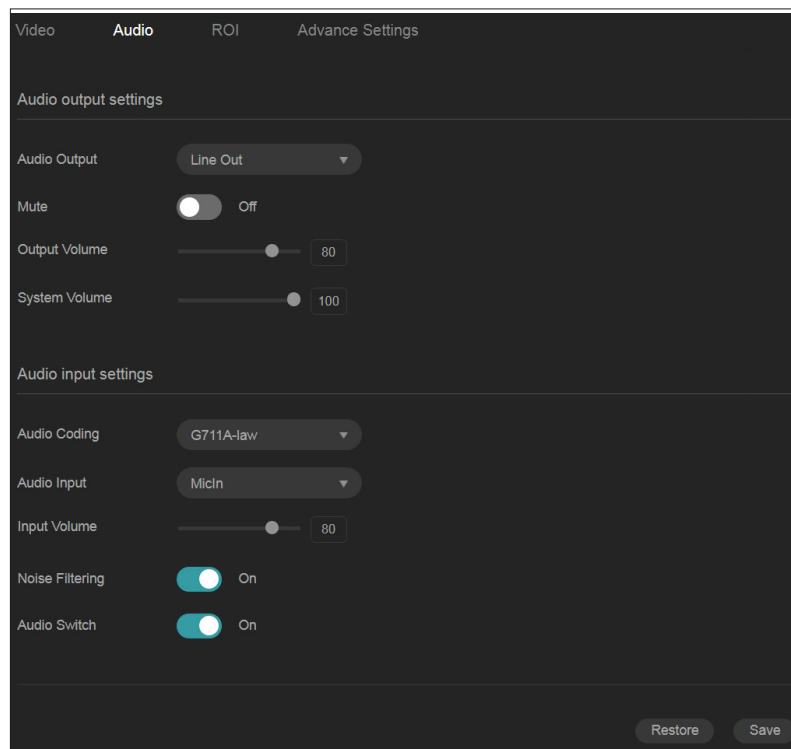 Video Audio ROI Advance Settings
Audio output settings
Audio Output Line Out
Mute Off
Output Volume 80
System Volume 100
Audio input settings
Audio Coding G711A-law
Audio Input MicIn
Input Volume 80
Noise Filtering On
Audio Switch On
Restore Save